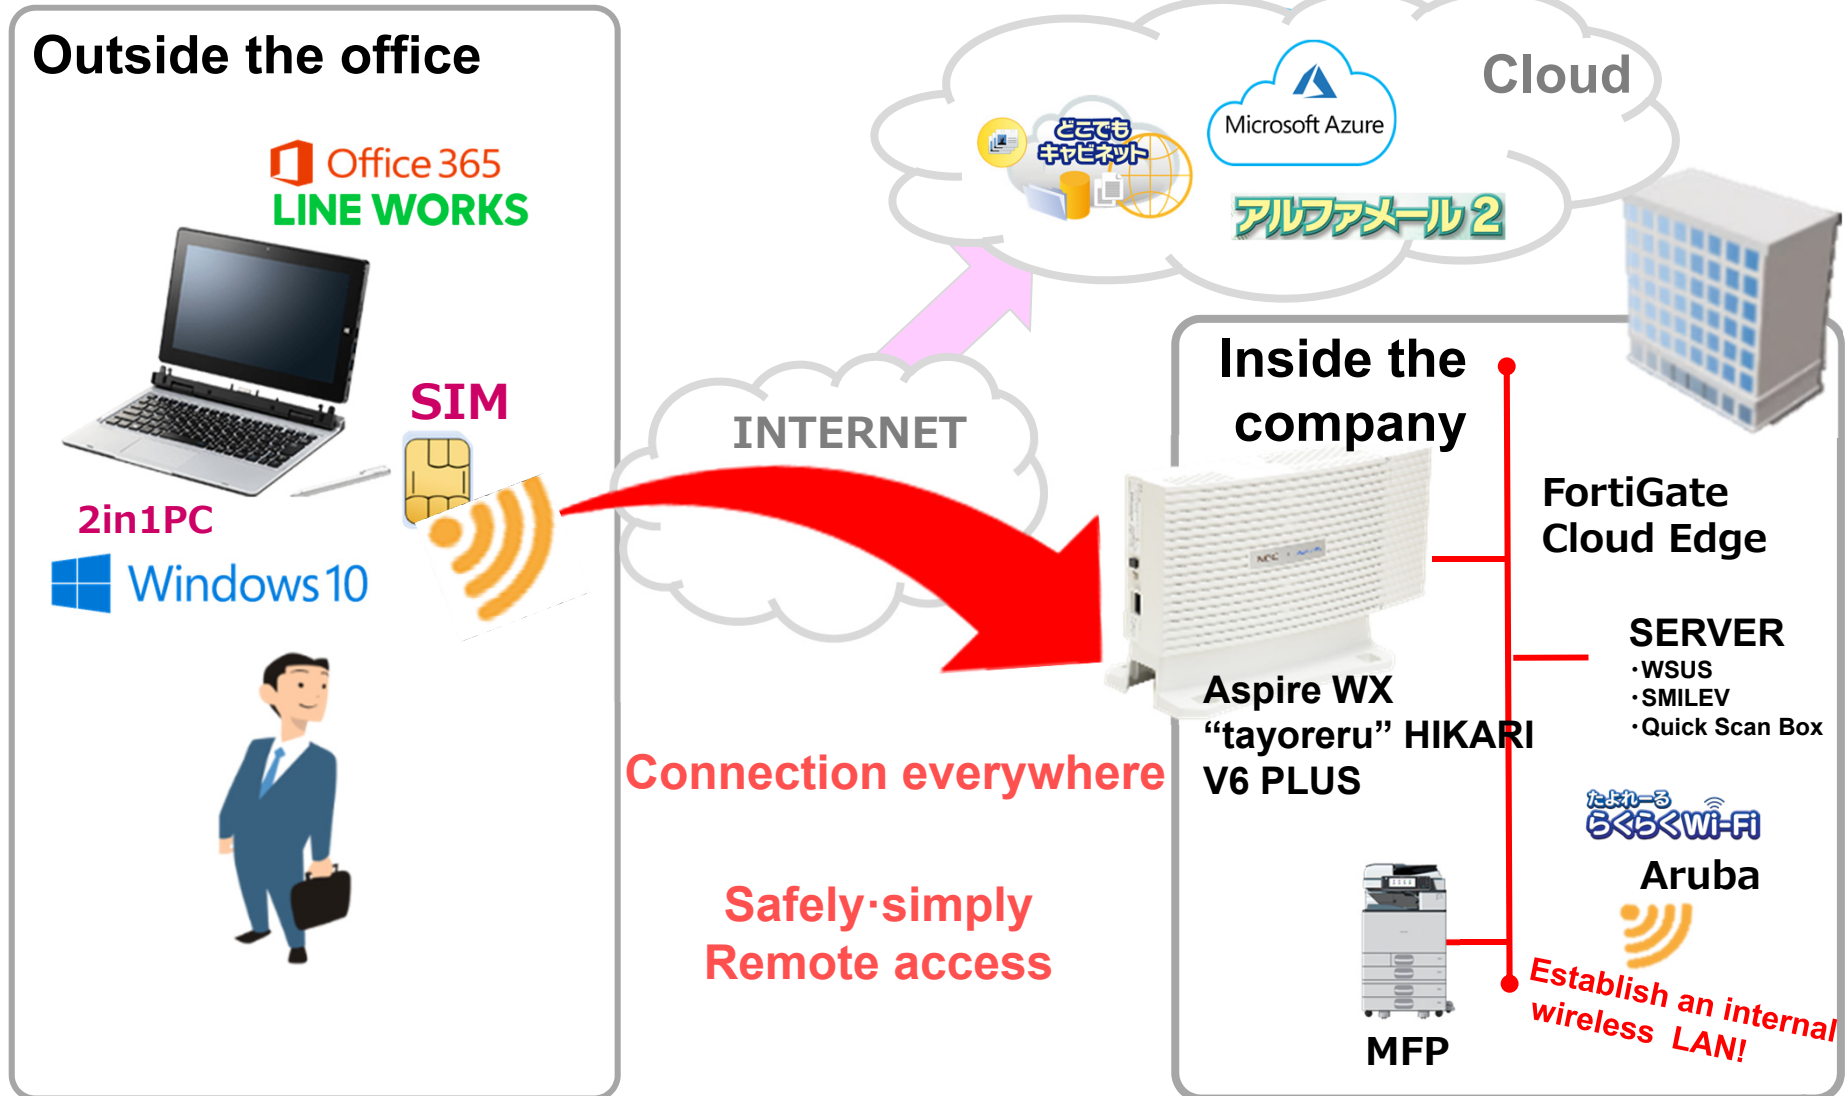 Outside the office
Office 365
LINE WORKS
SIM
2in1PC
Windows 10
Cloud
どこでも
キャビネット
Microsoft Azure
アルファメール2
INTERNET
Connection everywhere
Safely·simply
Remote access
Inside the
company
NEC
Aspire WX
“tayoreru” HIKARI
V6 PLUS
FortiGate
Cloud Edge
SERVER
・WSUS
・SMILEV
・Quick Scan Box
たよれーる
らくらくWi-Fi
Aruba
MFP
Establish an internal
wireless LAN!